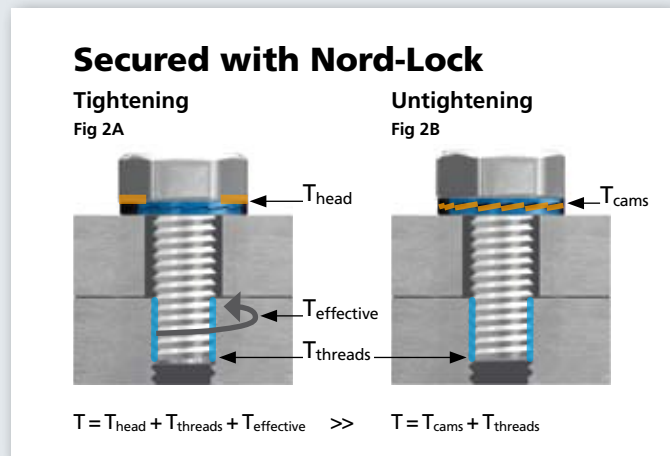 Secured with Nord-Lock
Tightening
Untightening
Fig 2A
Fig 2B
Thead
Tcams
Teffective
Tthreads
T = Thead + Tthreads + Teffective >> T = Tcams + Tthreads